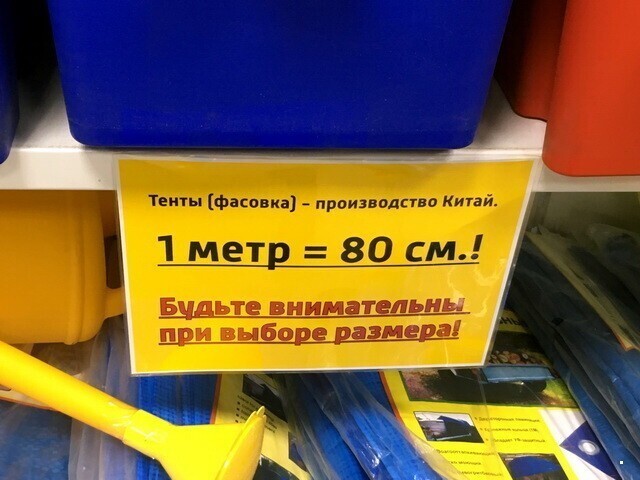 Тенты (фасовка) - производство Китай.
1 метр = 80 см.!
Будьте внимательны
при выборе размера!